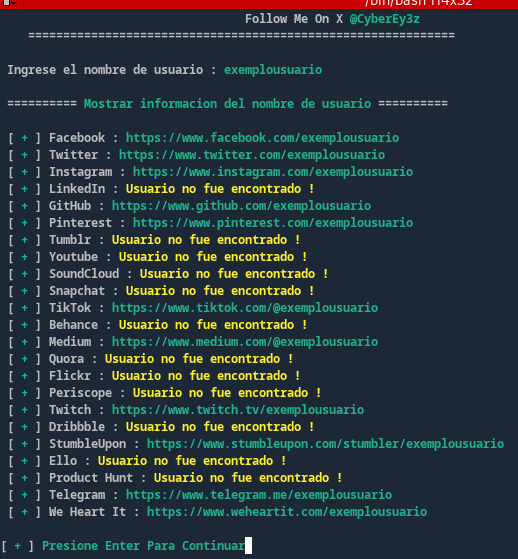 /bin/bash 114x32
Follow Me On X @CyberEy3z
=============================================================
Ingrese el nombre de usuario : exemplousuario
========== Mostrar informacion del nombre de usuario ==========
[ + ] Facebook : https://www.facebook.com/exemplousuario
[ + ] Twitter : https://www.twitter.com/exemplousuario
[ + ] Instagram : https://www.instagram.com/exemplousuario
[ + ] LinkedIn : Usuario no fue encontrado !
[ + ] GitHub : https://www.github.com/exemplousuario
[ + ] Pinterest : https://www.pinterest.com/exemplousuario
[ + ] Tumblr : Usuario no fue encontrado !
[ + ] Youtube : Usuario no fue encontrado !
[ + ] SoundCloud : Usuario no fue encontrado !
[ + ] Snapchat : Usuario no fue encontrado !
[ + ] TikTok : https://www.tiktok.com/@exemplousuario
[ + ] Behance : Usuario no fue encontrado !
[ + ] Medium : https://www.medium.com/@exemplousuario
[ + ] Quora : Usuario no fue encontrado !
[ + ] Flickr : Usuario no fue encontrado !
[ + ] Periscope : Usuario no fue encontrado !
[ + ] Twitch : https://www.twitch.tv/exemplousuario
[ + ] Dribbble : Usuario no fue encontrado !
[ + ] StumbleUpon : https://www.stumbleupon.com/stumbler/exemplousuario
[ + ] Ello : Usuario no fue encontrado !
[ + ] Product Hunt : Usuario no fue encontrado !
[ + ] Telegram : https://www.telegram.me/exemplousuario
[ + ] We Heart It : https://www.weheartit.com/exemplousuario
[ + ] Presione Enter Para Continuar